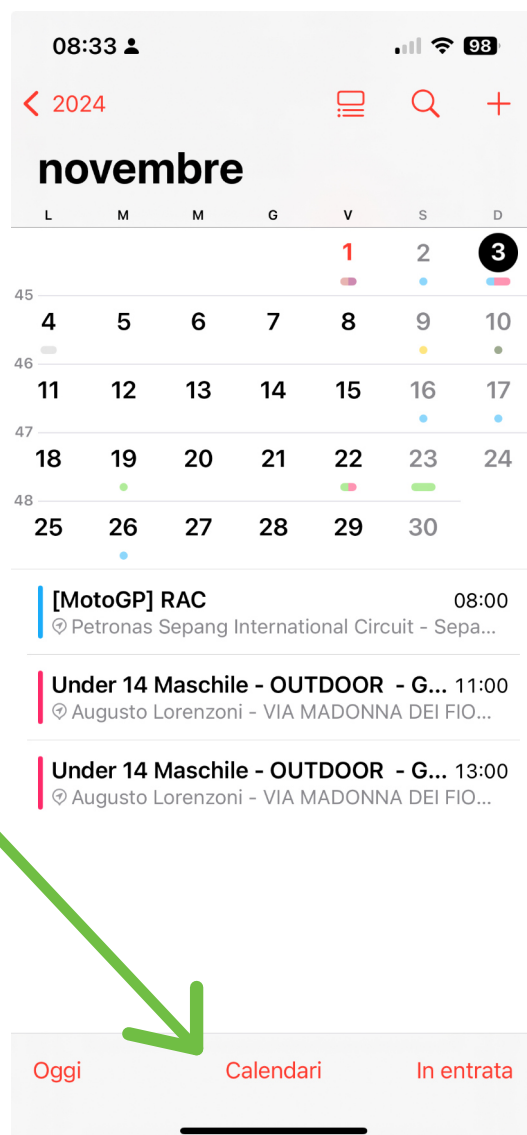 08:33 98
2024
novembre
L M M G V S D
1 2 3
45
4 5 6 7 8 9 10
46
11 12 13 14 15 16 17
47
18 19 20 21 22 23 24
48
25 26 27 28 29 30
[MotoGP] RAC 08:00
Petronas Sepang International Circuit - Sepa...
Under 14 Maschile - OUTDOOR - G... 11:00
Augusto Lorenzoni - VIA MADONNA DEI FIO...
Under 14 Maschile - OUTDOOR - G... 13:00
Augusto Lorenzoni - VIA MADONNA DEI FIO...
Oggi Calendari In entrata